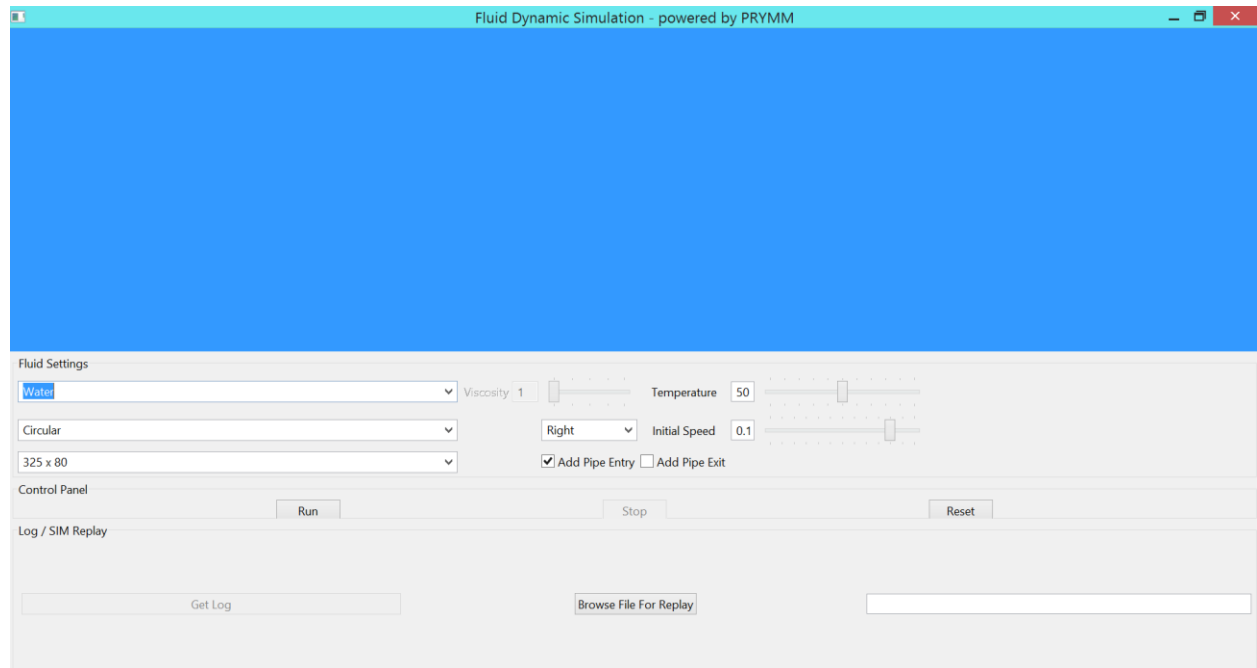 Fluid Dynamic Simulation - powered by PRYMM
Fluid Settings
Water Viscosity 1 Temperature 50
Circular Right Initial Speed 0.1
325 x 80 Add Pipe Entry Add Pipe Exit
Control Panel
Run Stop Reset
Log / SIM Replay
Get Log Browse File For Replay